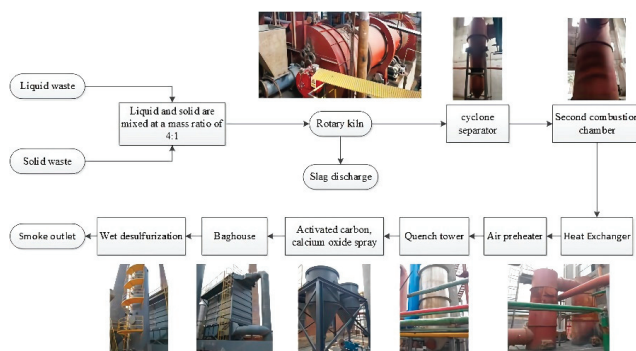 Liquid waste
Solid waste
Liquid and solid are
mixed at a mass ratio of
4:1
Rotary kiln
Slag discharge
cyclone
separator
Second combustion
chamber
Smoke outlet
Wet desulfurization
Baghouse
Activated carbon,
calcium oxide spray
Quench tower
Air preheater
Heat Exchanger